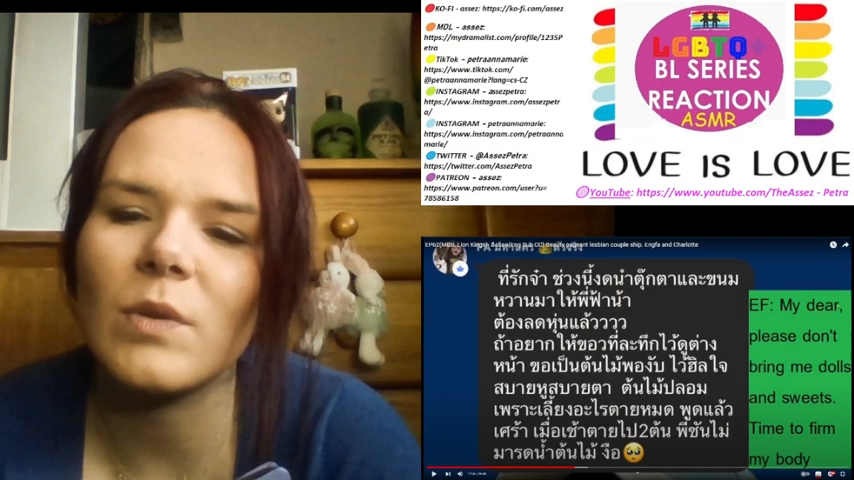 KO-FI - assez: https://ko-fi.com/assez
MDL - assez:
https://mydramalist.com/profile/1235P
etra
TikTok - petraannamarie:
https://www.tiktok.com/
@petraannamarie?lang=cs-CZ
INSTAGRAM - assezpetra:
https://www.instagram.com/assezpetr
a/
INSTAGRAM - petraannamarie:
https://www.instagram.com/petraanna
marie/
TWITTER - @AssezPetra:
https://twitter.com/AssezPetra
PATREON - assez:
https://www.patreon.com/user?u=
78586158
LGBTQ+
BL SERIES
REACTION
ASMR
LOVE IS LOVE
YouTube: https://www.youtube.com/TheAssez - Petra
Beauty pageant lesbian couple ship. Engfa and Charlotte
ที่รักจ๋า ช่วงนี้งดนำตุ๊กตาและขนม
หวานมาให้พี่ฟ้าน้า
ต้องลดหุ่นแล้วววว
ถ้าอยากให้ขอวที่ละทึกไว้ดูต่าง
หน้า ขอเป็นต้นไม้พองับ ไว้ฮิลใจ
สบายหูสบายตา ต้นไม้ปลอม
เพราะเลี้ยงอะไรตายหมด พูดแล้ว
เศร้า เมื่อเช้าตายไป2ต้น พี่ซันไม่
มารดน้ำต้นไม้ งือ🥺
EF: My dear,
please don't
bring me dolls
and sweets.
Time to firm
my body